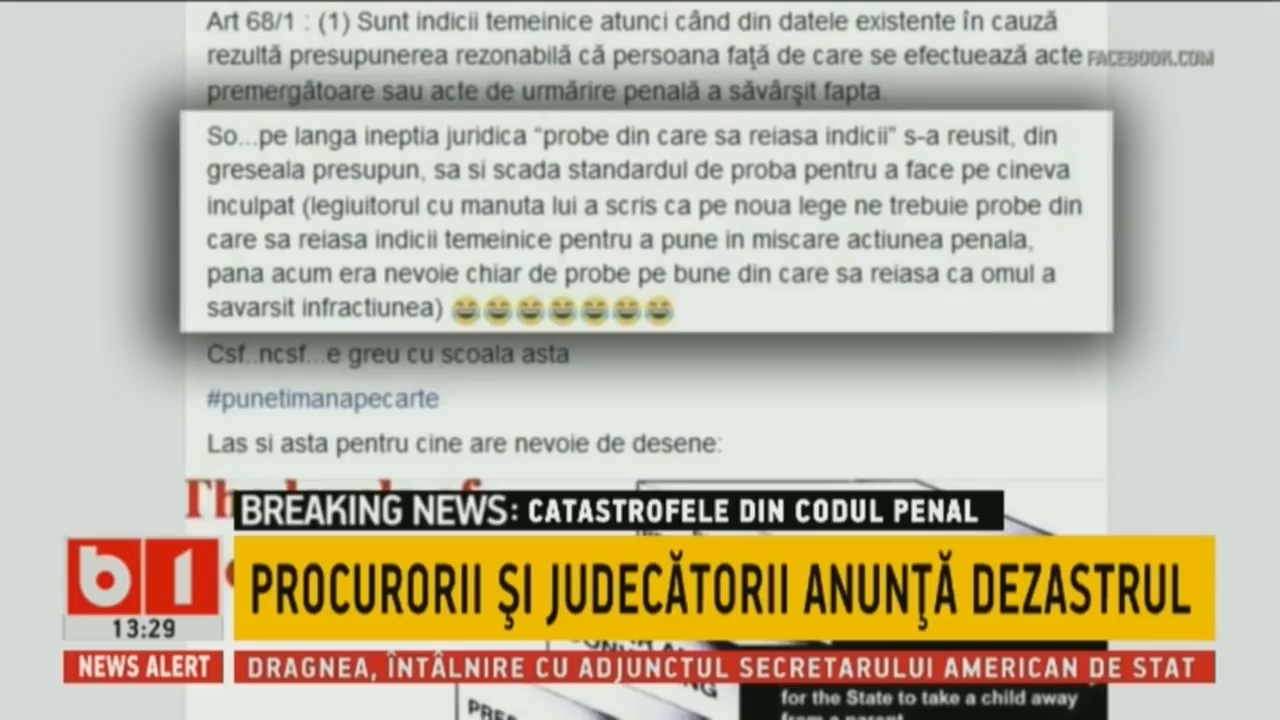 Art 68/1 : (1) Sunt indicii temeinice atunci când din datele existente în cauză
rezultă presupunerea rezonabilă că persoana faţă de care se efectuează acte
FACEBOOK.COM
premergătoare sau acte de urmărire penală a săvârşit fapta.
So...pe langa ineptia juridica “probe din care sa reiasa indicii” s-a reusit, din
greseala presupun, sa si scada standardul de proba pentru a face pe cineva
inculpat (legiuitorul cu manuta lui a scris ca pe noua lege ne trebuie probe din
care sa reiasa indicii temeinice pentru a pune in miscare actiunea penala,
pana acum era nevoie chiar de probe pe bune din care sa reiasa ca omul a
savarsit infractiunea) 😂😂😂😂😂😂😂
Csf..ncsf...e greu cu scoala asta
#punetimanapecarte
Las si asta pentru cine are nevoie de desene:
BREAKING NEWS: CATASTROFELE DIN CODUL PENAL
PROCURORII ŞI JUDECĂTORII ANUNŢĂ DEZASTRUL
b1
13:29
NEWS ALERT
DRAGNEA, ÎNTÂLNIRE CU ADJUNCTUL SECRETARULUI AMERICAN DE STAT
for the State to take a child away